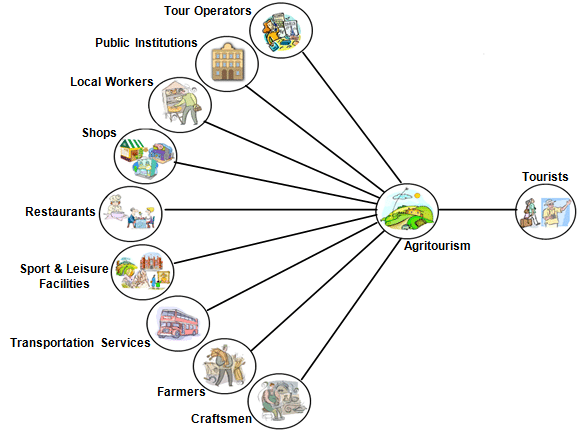 Tour Operators
Public Institutions
Local Workers
Shops
Restaurants
Sport & Leisure
Facilities
Transportation Services
Farmers
Craftsmen
Agritourism
Tourists